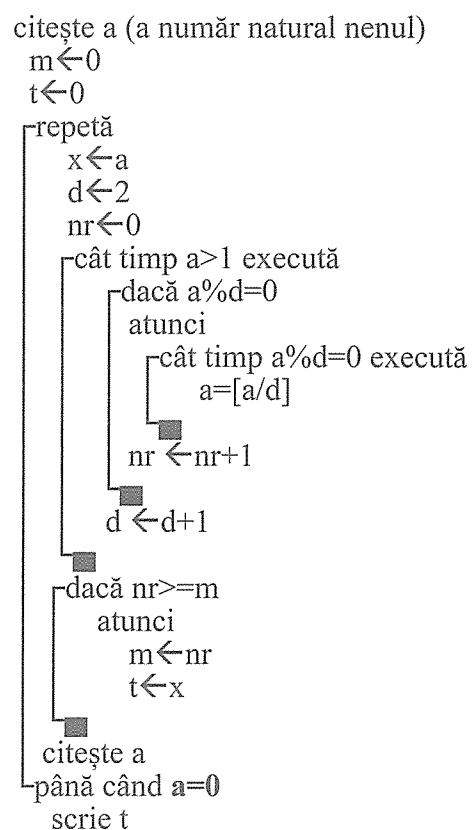 citește a (a număr natural nenul)
m←0
t←0
repetă
x←a
d←2
nr←0
cât timp a>1 execută
dacă a%d=0
atunci
cât timp a%d=0 execută
a=[a/d]
nr ←nr+1
d ←d+1
dacă nr>=m
atunci
m←nr
t←x
citește a
până când a=0
scrie t